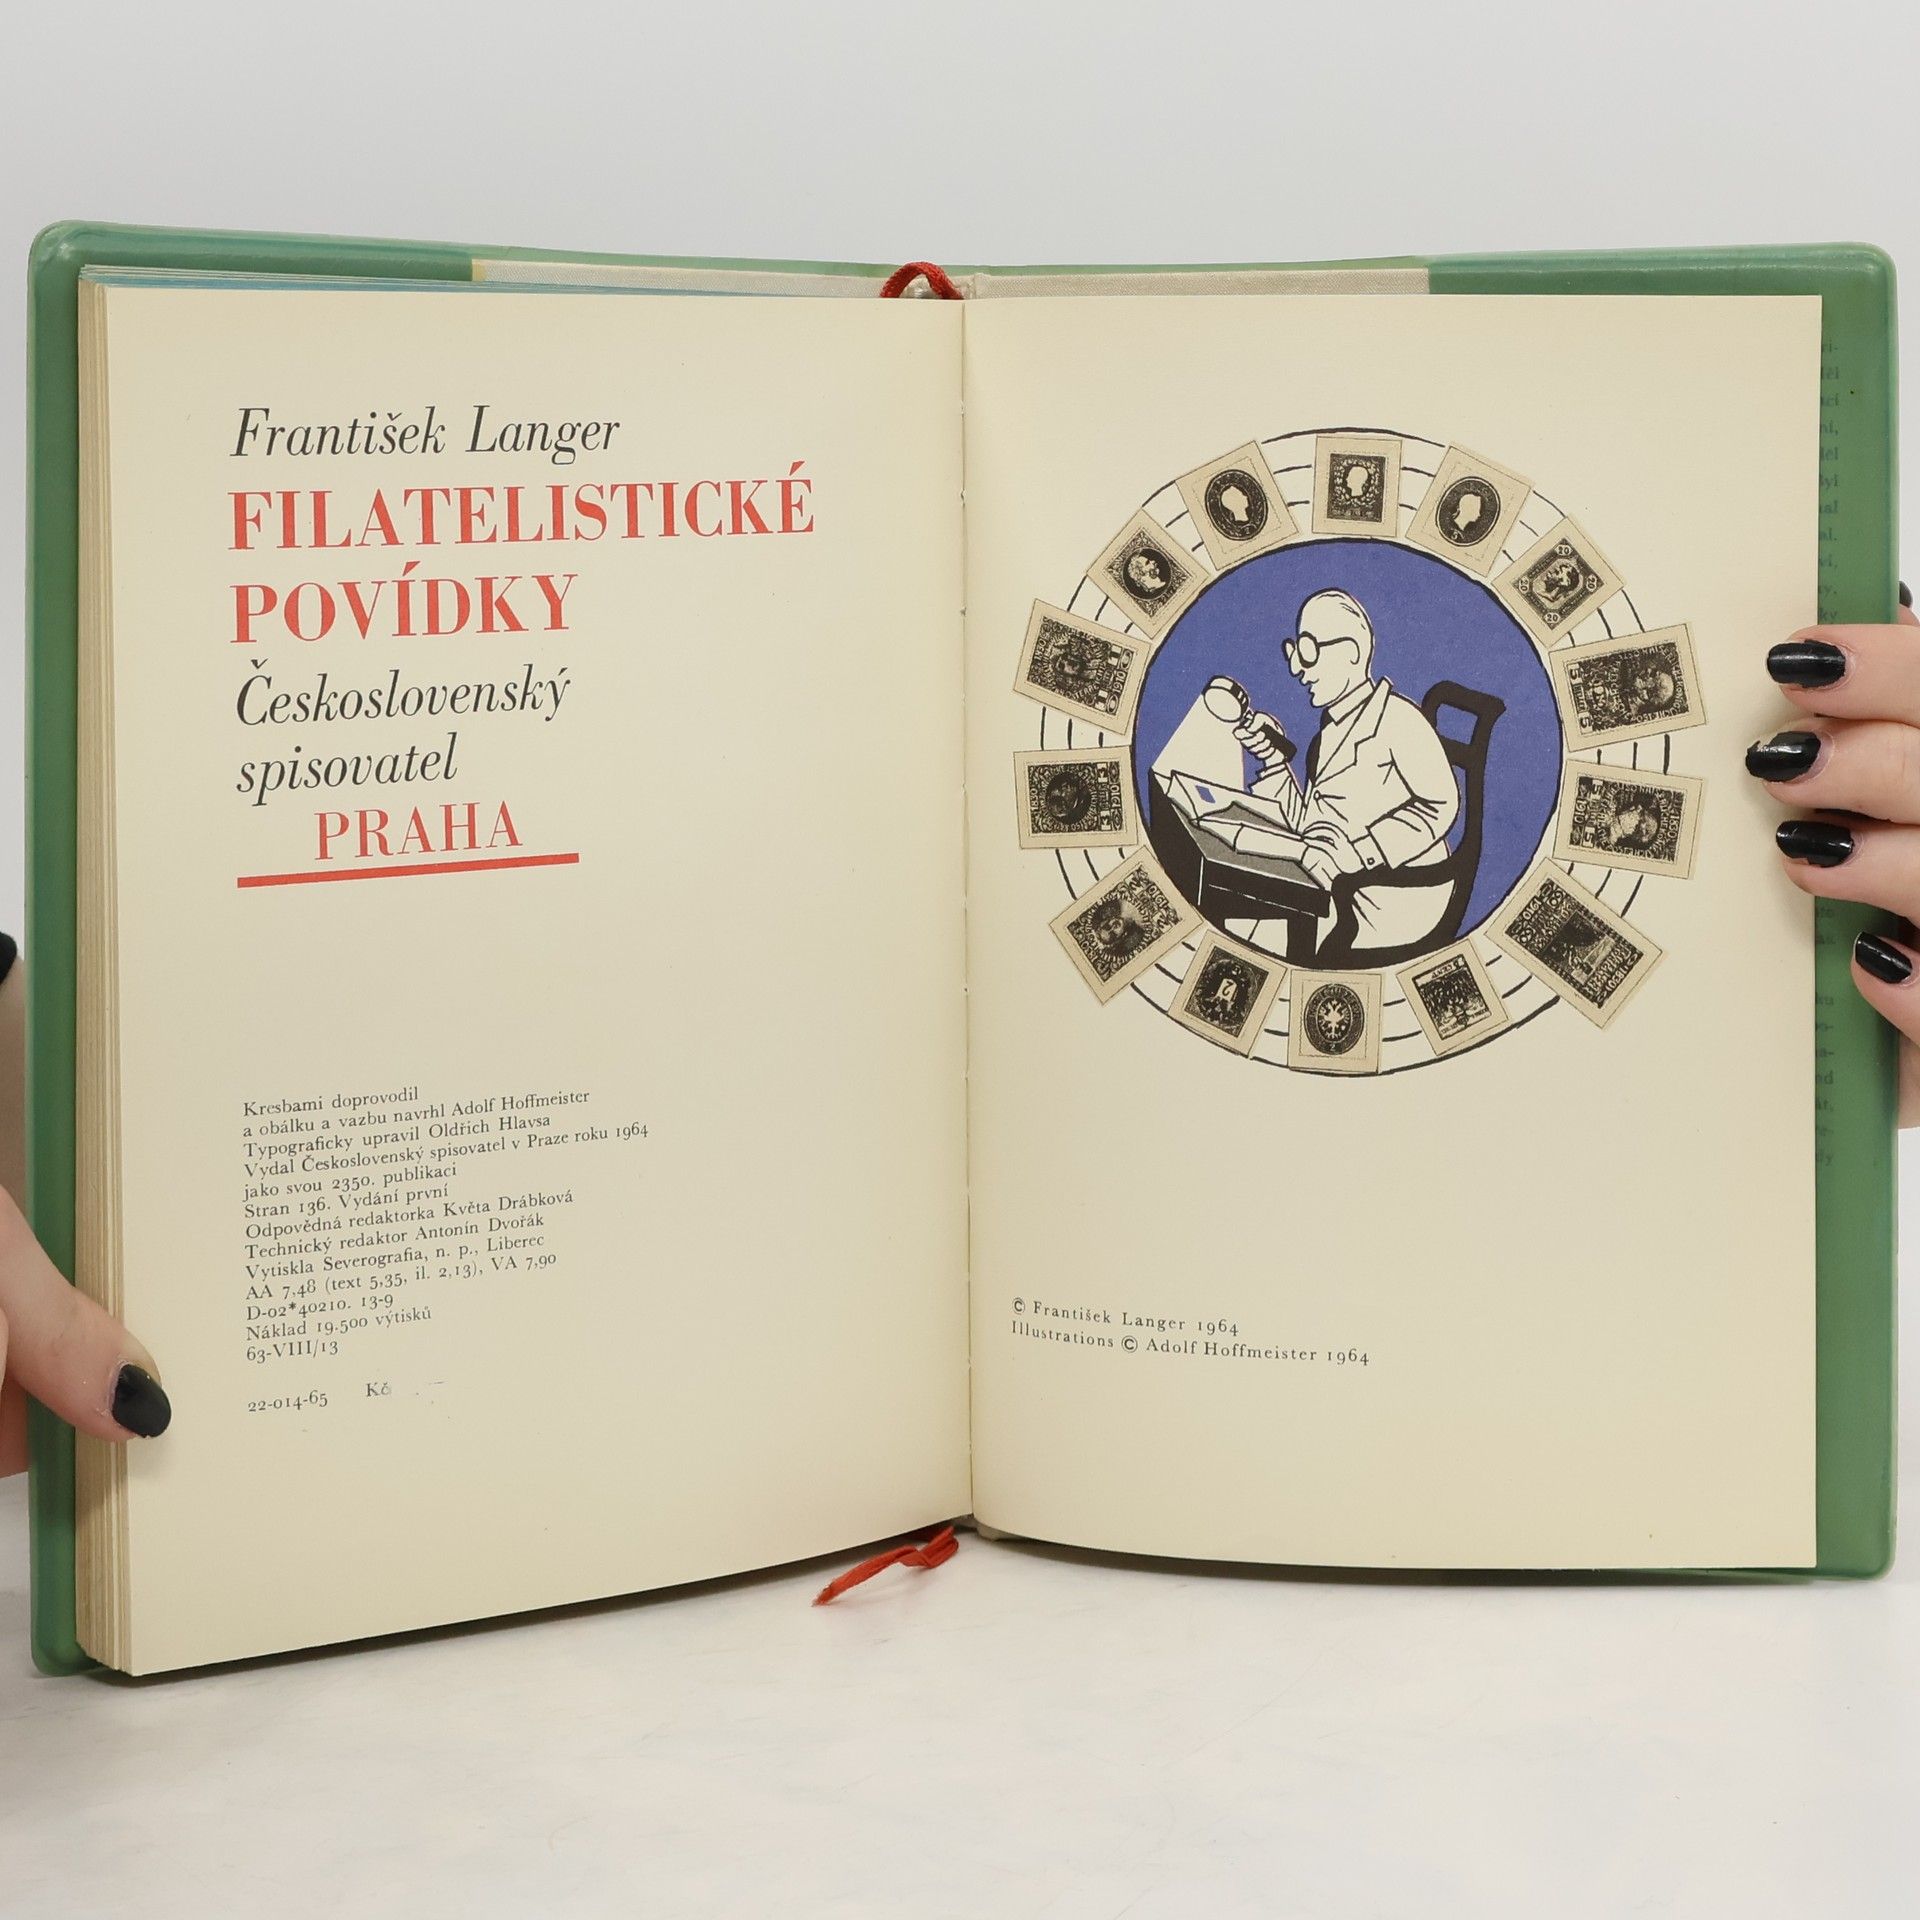 František Langer
FILATELISTICKÉ
POVÍDKY
Československý
spisovatel
PRAHA
Kresbami doprovodil
a obálku a vazbu navrhl Adolf Hoffmeister
Typograficky upravil Oldřich Hlavsa
Vydal Československý spisovatel v Praze roku 1964
jako svou 2350. publikaci
Stran 136. Vydání první
Odpovědná redaktorka Květa Drábková
Technický redaktor Antonín Dvořák
Vytiskla Severografia, n. p., Liberec
AA 7,48 (text 5,35, il. 2,13), VA 7,90
D-02*40210. 13-9
Náklad 19.500 výtisků
63-VIII/13
22-014-65 Kč
© František Langer 1964
Illustrations © Adolf Hoffmeister 1964